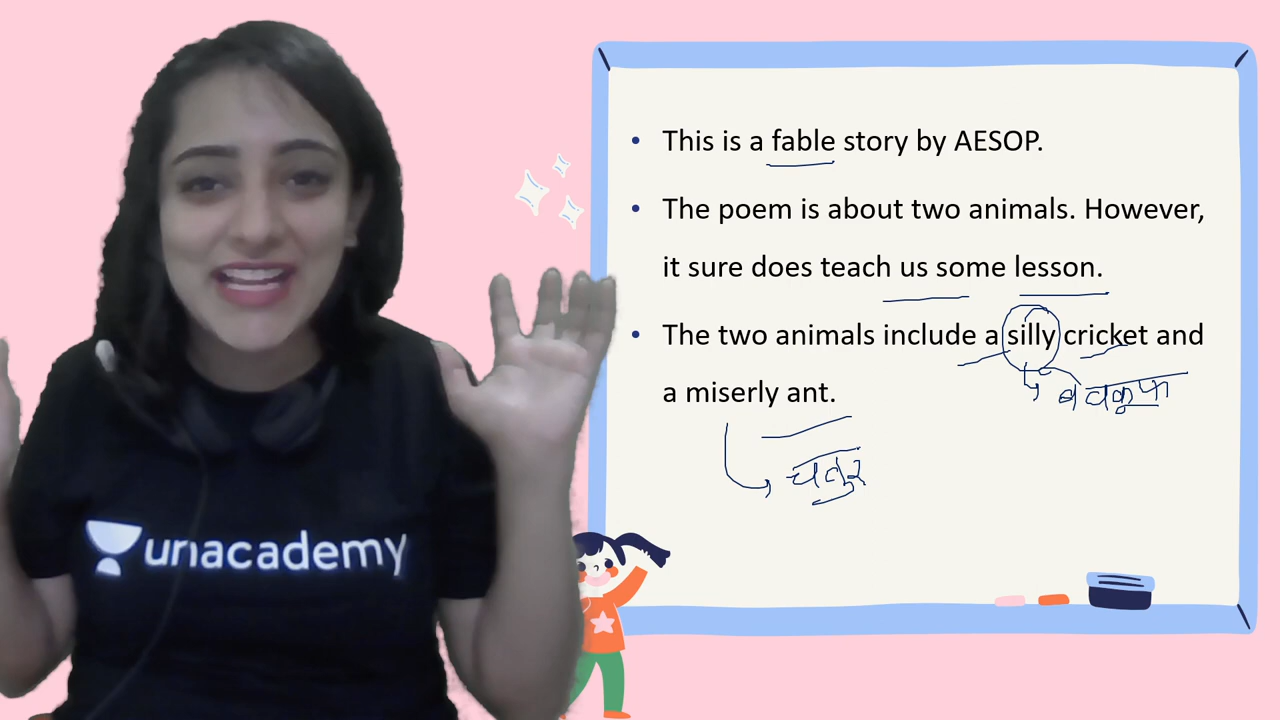 • This is a fable story by AESOP.
• The poem is about two animals. However,
it sure does teach us some lesson.
• The two animals include a silly cricket and
a miserly ant.
चतुर
unacademy